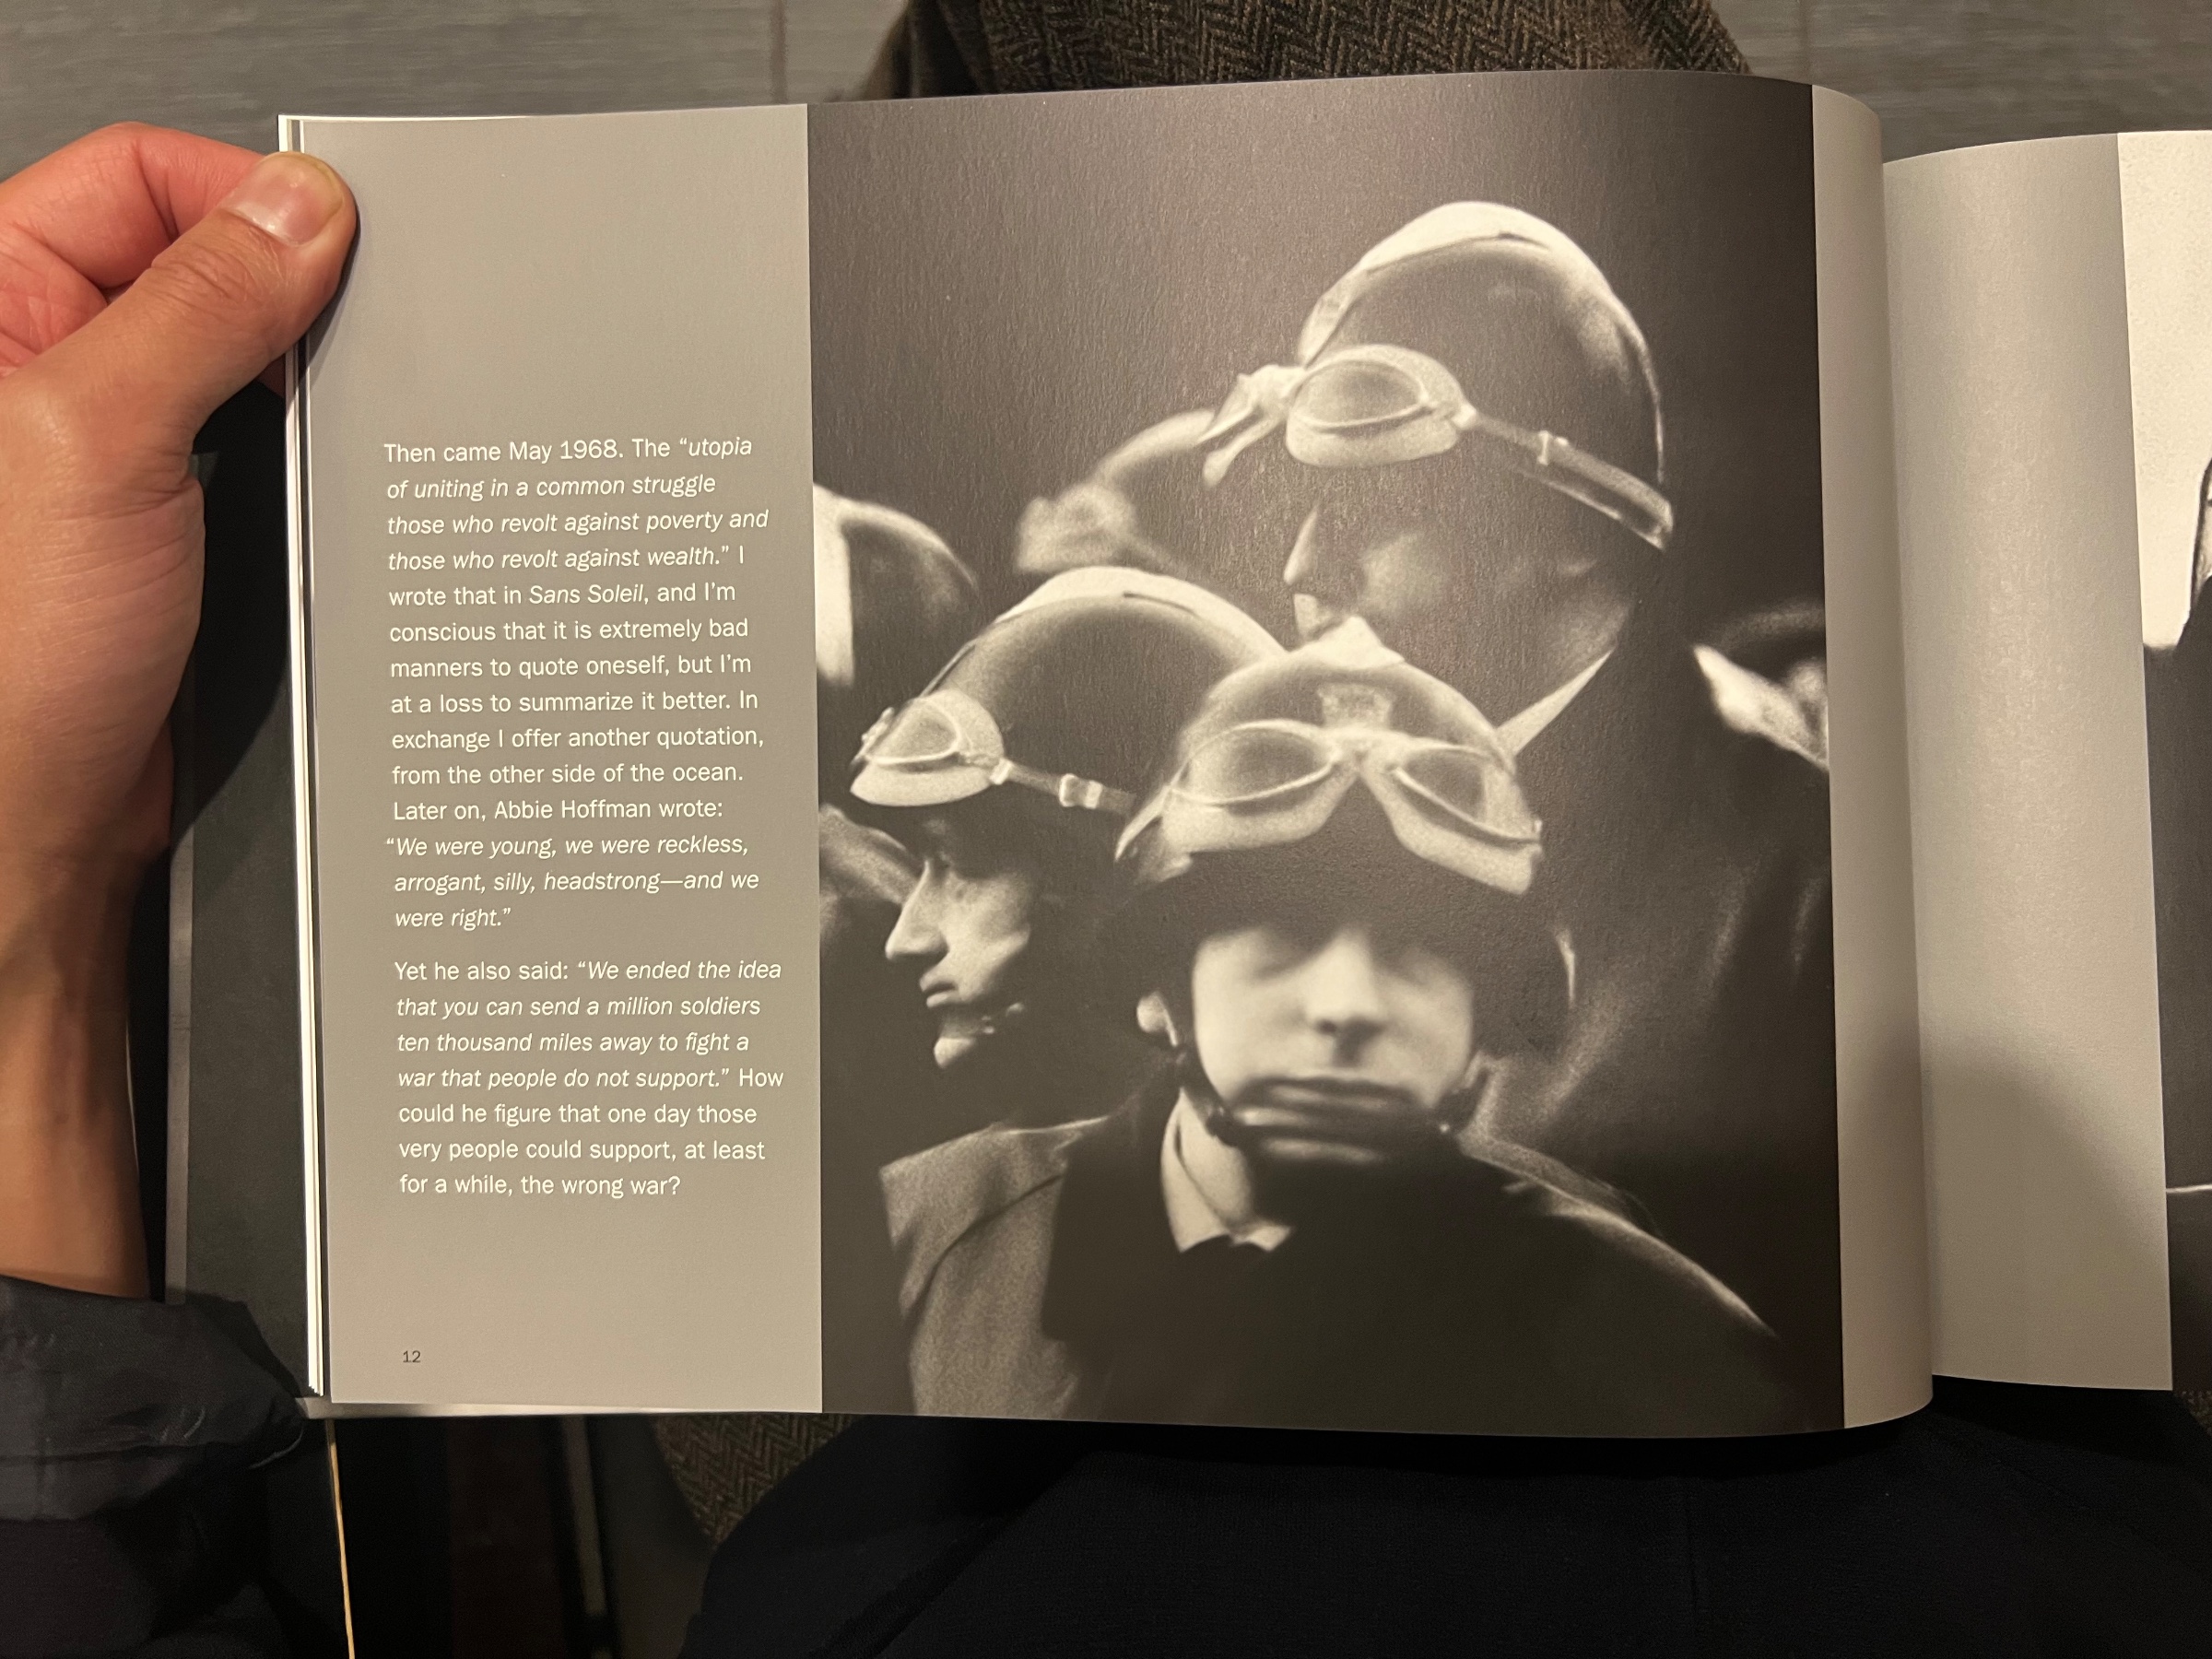 Then came May 1968. The “utopia
of uniting in a common struggle
those who revolt against poverty and
those who revolt against wealth.” I
wrote that in Sans Soleil, and I’m
conscious that it is extremely bad
manners to quote oneself, but I’m
at a loss to summarize it better. In
exchange I offer another quotation,
from the other side of the ocean.
Later on, Abbie Hoffman wrote:
“We were young, we were reckless,
arrogant, silly, headstrong—and we
were right.”
Yet he also said: “We ended the idea
that you can send a million soldiers
ten thousand miles away to fight a
war that people do not support.” How
could he figure that one day those
very people could support, at least
for a while, the wrong war?
12